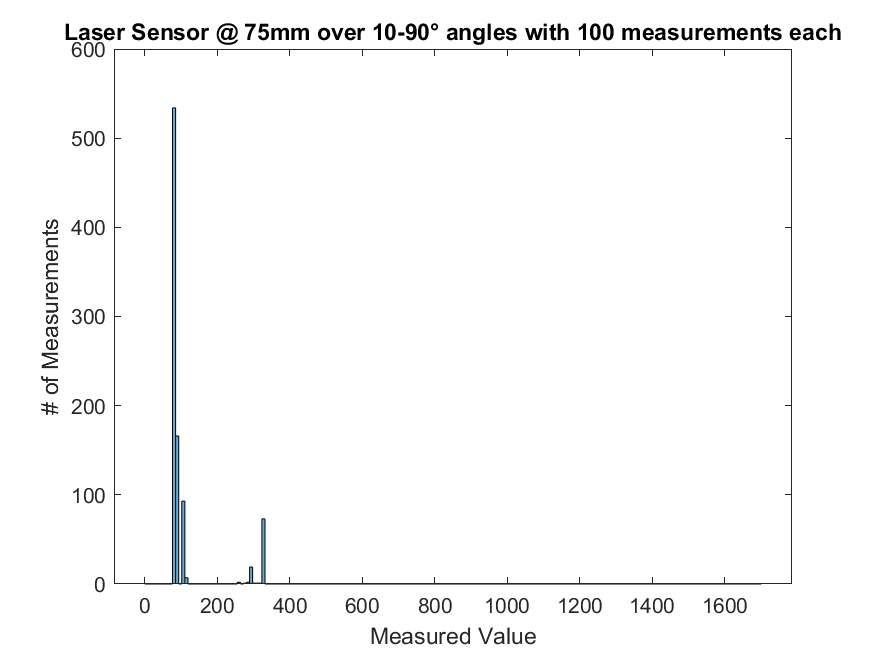 Laser Sensor @ 75mm over 10-90° angles with 100 measurements each
600
500
400
300
200
100
0
# of Measurements
0 200 400 600 800 1000 1200 1400 1600
Measured Value